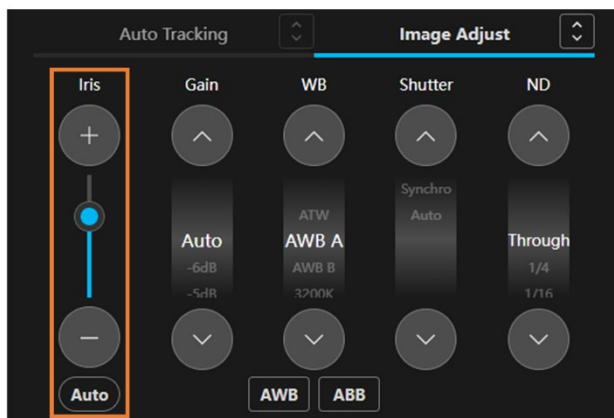 Auto Tracking Image Adjust
Iris Gain WB Shutter ND
Synchro
ATW Auto
Auto AWB A Through
-6dB AWB B 1/4
-5dB 3200K 1/16
Auto AWB ABB